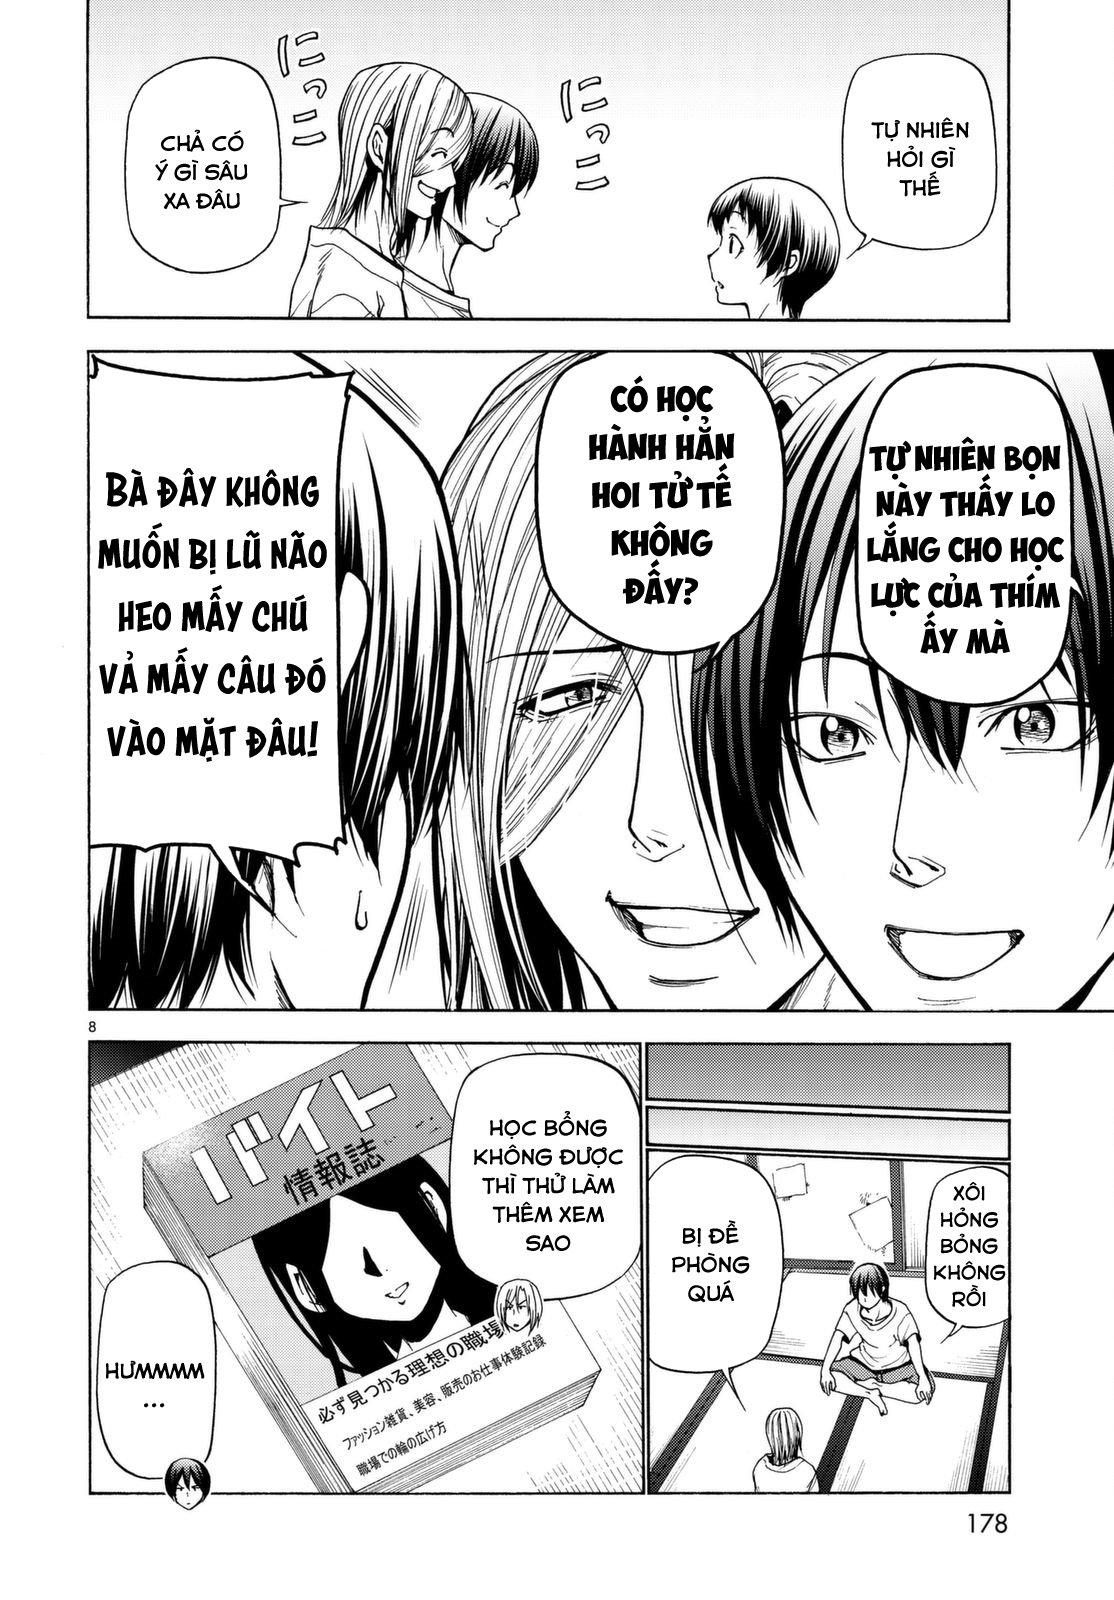 TỰ NHIÊN
HỎI GÌ
THẾ
にっこ
にっこ
CHẢ CÓ
Ý GÌ SÂU
XA ĐÂU
TỰ NHIÊN BỌN
NÀY THẤY LO
LẮNG CHO HỌC
LỰC CỦA THÍM
ẤY MÀ
CÓ HỌC
HÀNH HẲN
HOI TỬ TẾ
KHÔNG
ĐẤY?
BÀ ĐÂY KHÔNG
MUỐN BỊ LŨ NÃO
HEO MẤY CHÚ
VẢ MẤY CÂU ĐÓ
VÀO MẶT ĐÂU!
8
XÔI
HỎNG
BỎNG
KHÔNG
RỒI
BỊ ĐỀ
PHÒNG
QUÁ
HỌC BỔNG
KHÔNG ĐƯỢC
THÌ THỬ LÀM
THÊM XEM
SAO
バイト
情報誌
必ず見つかる理想の職場
ファッション雑貨、美容、販売のお仕事体験記録
職場での輪の広げ方
HƯMMMM
...
178